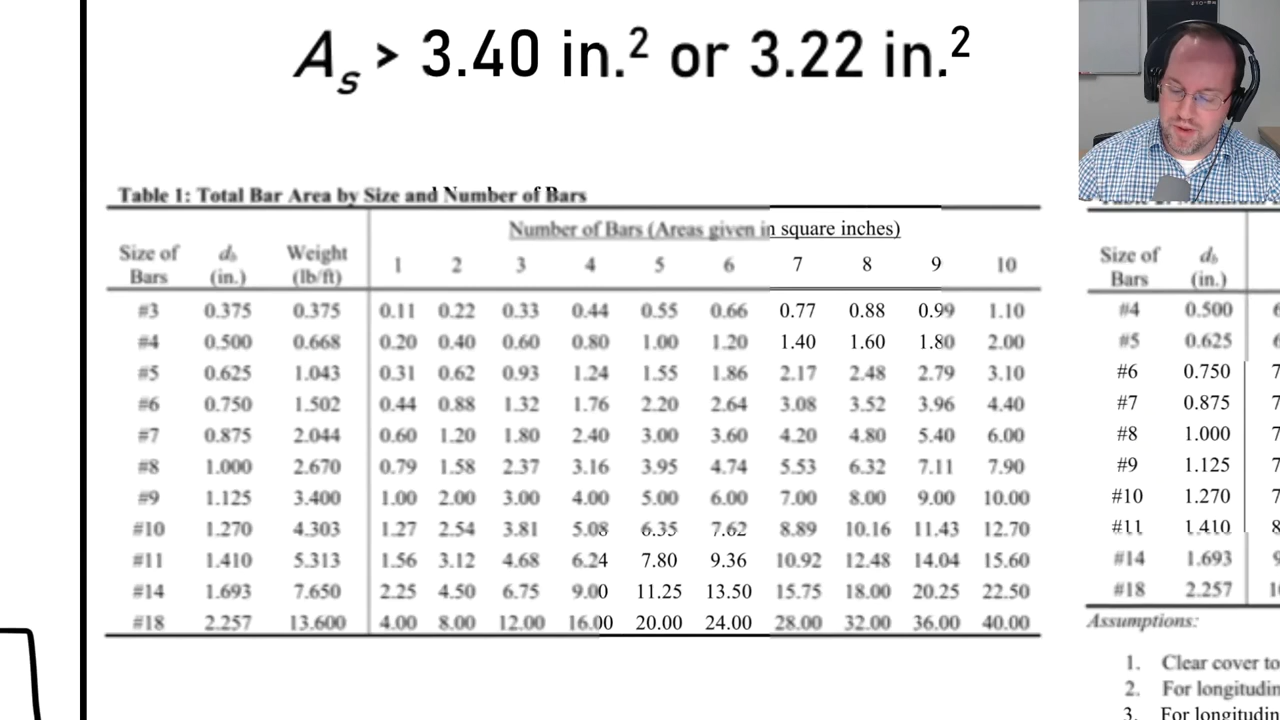 As > 3.40 in.² or 3.22 in.²
Table 1: Total Bar Area by Size and Number of Bars
Number of Bars (Areas given in square inches)
Size of Bars d_b (in.) Weight (lb/ft) 1 2 3 4 5 6 7 8 9 10
#3 0.375 0.375 0.11 0.22 0.33 0.44 0.55 0.66 0.77 0.88 0.99 1.10
#4 0.500 0.668 0.20 0.40 0.60 0.80 1.00 1.20 1.40 1.60 1.80 2.00
#5 0.625 1.043 0.31 0.62 0.93 1.24 1.55 1.86 2.17 2.48 2.79 3.10
#6 0.750 1.502 0.44 0.88 1.32 1.76 2.20 2.64 3.08 3.52 3.96 4.40
#7 0.875 2.044 0.60 1.20 1.80 2.40 3.00 3.60 4.20 4.80 5.40 6.00
#8 1.000 2.670 0.79 1.58 2.37 3.16 3.95 4.74 5.53 6.32 7.11 7.90
#9 1.125 3.400 1.00 2.00 3.00 4.00 5.00 6.00 7.00 8.00 9.00 10.00
#10 1.270 4.303 1.27 2.54 3.81 5.08 6.35 7.62 8.89 10.16 11.43 12.70
#11 1.410 5.313 1.56 3.12 4.68 6.24 7.80 9.36 10.92 12.48 14.04 15.60
#14 1.693 7.650 2.25 4.50 6.75 9.00 11.25 13.50 15.75 18.00 20.25 22.50
#18 2.257 13.600 4.00 8.00 12.00 16.00 20.00 24.00 28.00 32.00 36.00 40.00
Size of Bars d_b (in.)
#4 0.500
#5 0.625
#6 0.750
#7 0.875
#8 1.000
#9 1.125
#10 1.270
#11 1.410
#14 1.693
#18 2.257
Assumptions:
1. Clear cover to
2. For longitudin
3. For longitudin